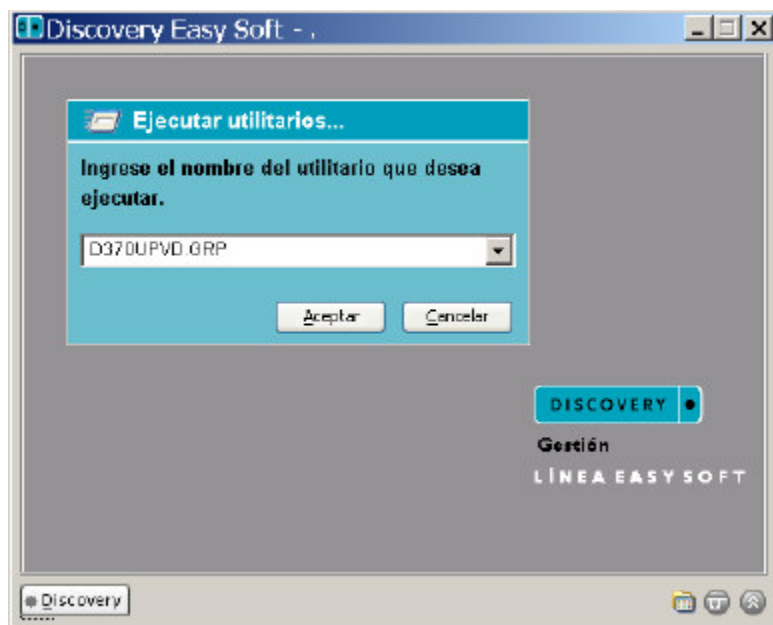 Discovery Easy Soft - .
Ejecutar utilitarios...
Ingrese el nombre del utilitario que desea
ejecutar.
D370UPVD.GRP
Aceptar
Cancelar
DISCOVERY
Gestión
LÍNEA EASY SOFT
Discovery